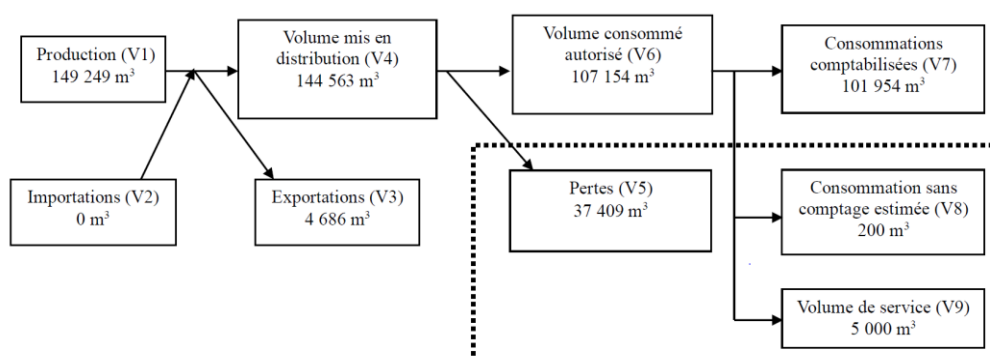 Production (V1)
149 249 m³
Volume mis en
distribution (V4)
144 563 m³
Volume consommé
autorisé (V6)
107 154 m³
Consommations
comptabilisées (V7)
101 954 m³
Importations (V2)
0 m³
Exportations (V3)
4 686 m³
Pertes (V5)
37 409 m³
Consommation sans
comptage estimée (V8)
200 m³
Volume de service (V9)
5 000 m³